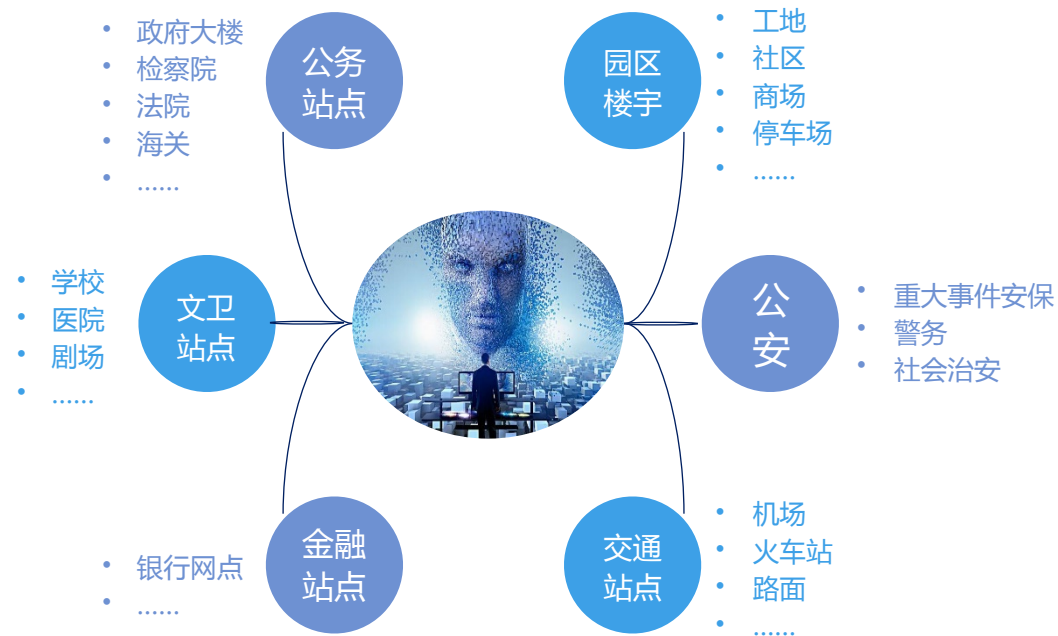 • 政府大楼
• 检察院
• 法院
• 海关
• ......
公务
站点
园区
楼宇
• 工地
• 社区
• 商场
• 停车场
• ......
• 学校
• 医院
• 剧场
• ......
文卫
站点
公
安
• 重大事件安保
• 警务
• 社会治安
• 银行网点
• ......
金融
站点
交通
站点
• 机场
• 火车站
• 路面
• ......